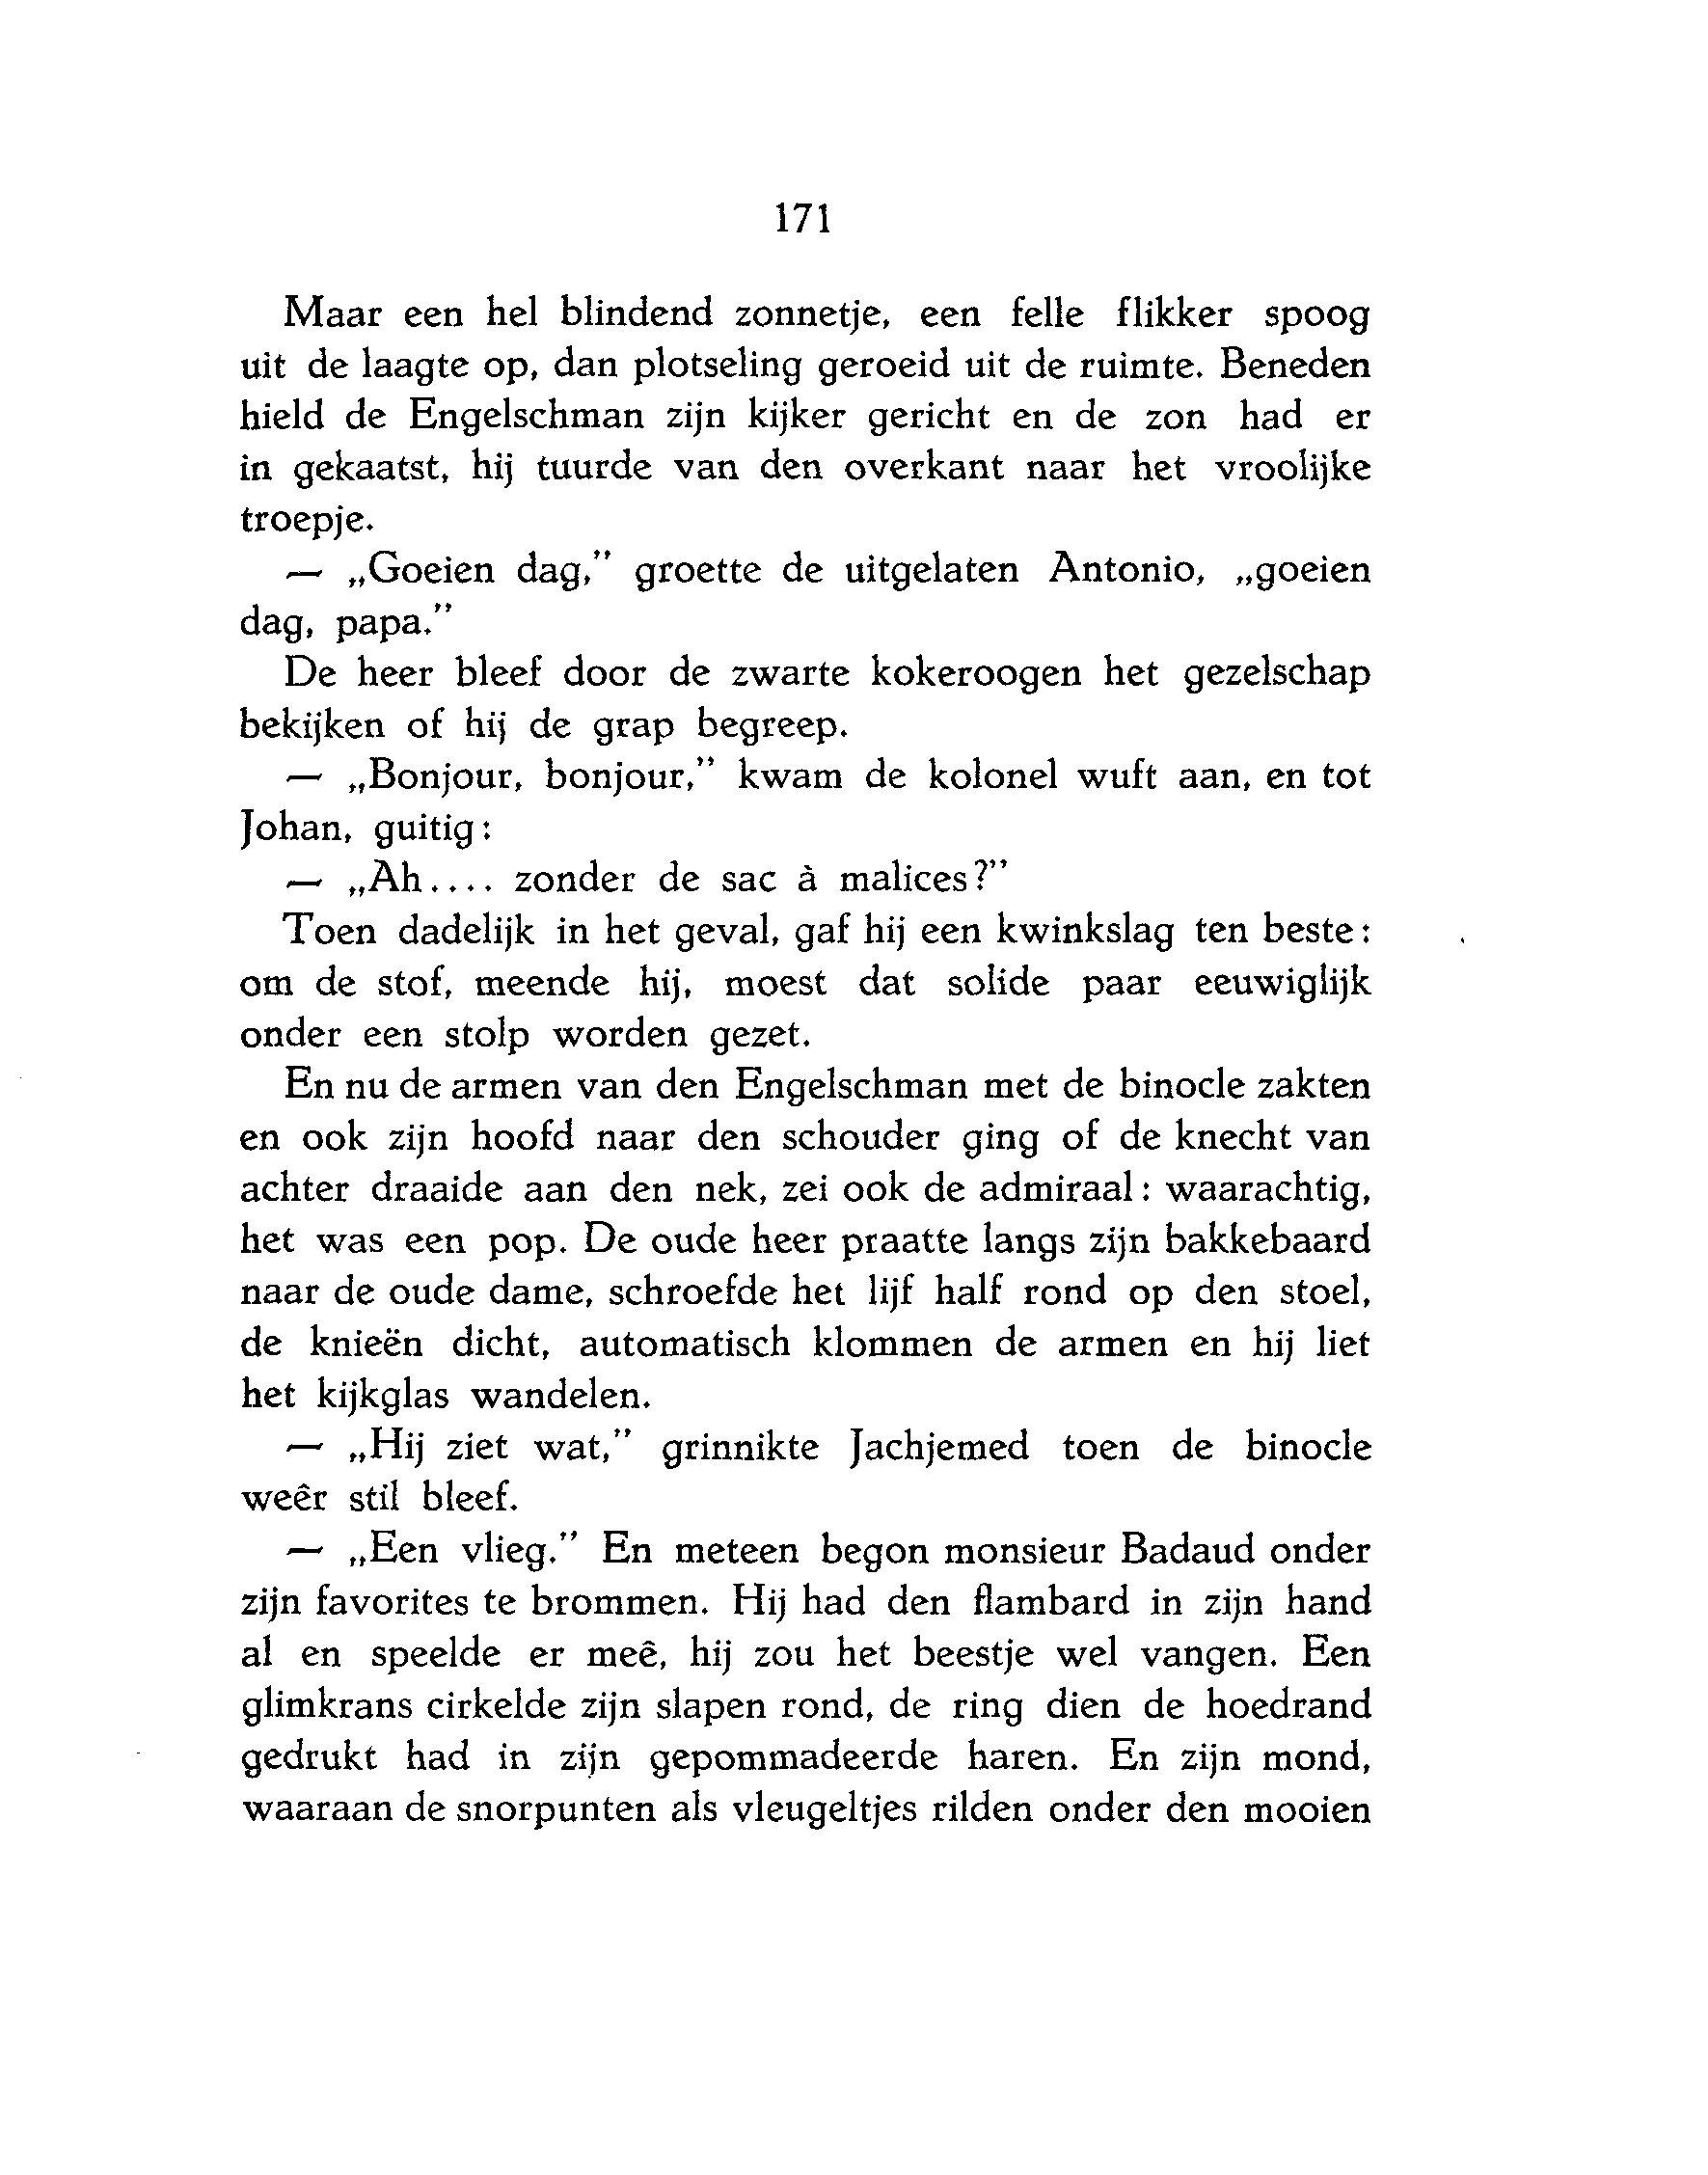 171
Maar een hel blindend zonnetje, een felle flikker spoog
uit de laagte op, dan plotseling geroeid uit de ruimte. Beneden
hield de Engelschman zijn kijker gericht en de zon had er
in gekaatst, hij tuurde van den overkant naar het vroolijke
troepje.
— „Goeien dag,” groette de uitgelaten Antonio, „goeien
dag, papa.”
De heer bleef door de zwarte kokeroogen het gezelschap
bekijken of hij de grap begreep.
— „Bonjour, bonjour,” kwam de kolonel wuft aan, en tot
Johan, guitig:
— „Ah.... zonder de sac à malices?”
Toen dadelijk in het geval, gaf hij een kwinkslag ten beste:
om de stof, meende hij, moest dat solide paar eeuwiglijk
onder een stolp worden gezet.
En nu de armen van den Engelschman met de binocle zakten
en ook zijn hoofd naar den schouder ging of de knecht van
achter draaide aan den nek, zei ook de admiraal: waarachtig,
het was een pop. De oude heer praatte langs zijn bakkebaard
naar de oude dame, schroefde het lijf half rond op den stoel,
de knieën dicht, automatisch klommen de armen en hij liet
het kijkglas wandelen.
— „Hij ziet wat,” grinnikte Jachjemed toen de binocle
weêr stil bleef.
— „Een vlieg.” En meteen begon monsieur Badaud onder
zijn favorites te brommen. Hij had den flambard in zijn hand
al en speelde er meê, hij zou het beestje wel vangen. Een
glimkrans cirkelde zijn slapen rond, de ring dien de hoedrand
gedrukt had in zijn gepommadeerde haren. En zijn mond,
waaraan de snorpunten als vleugeltjes rilden onder den mooien